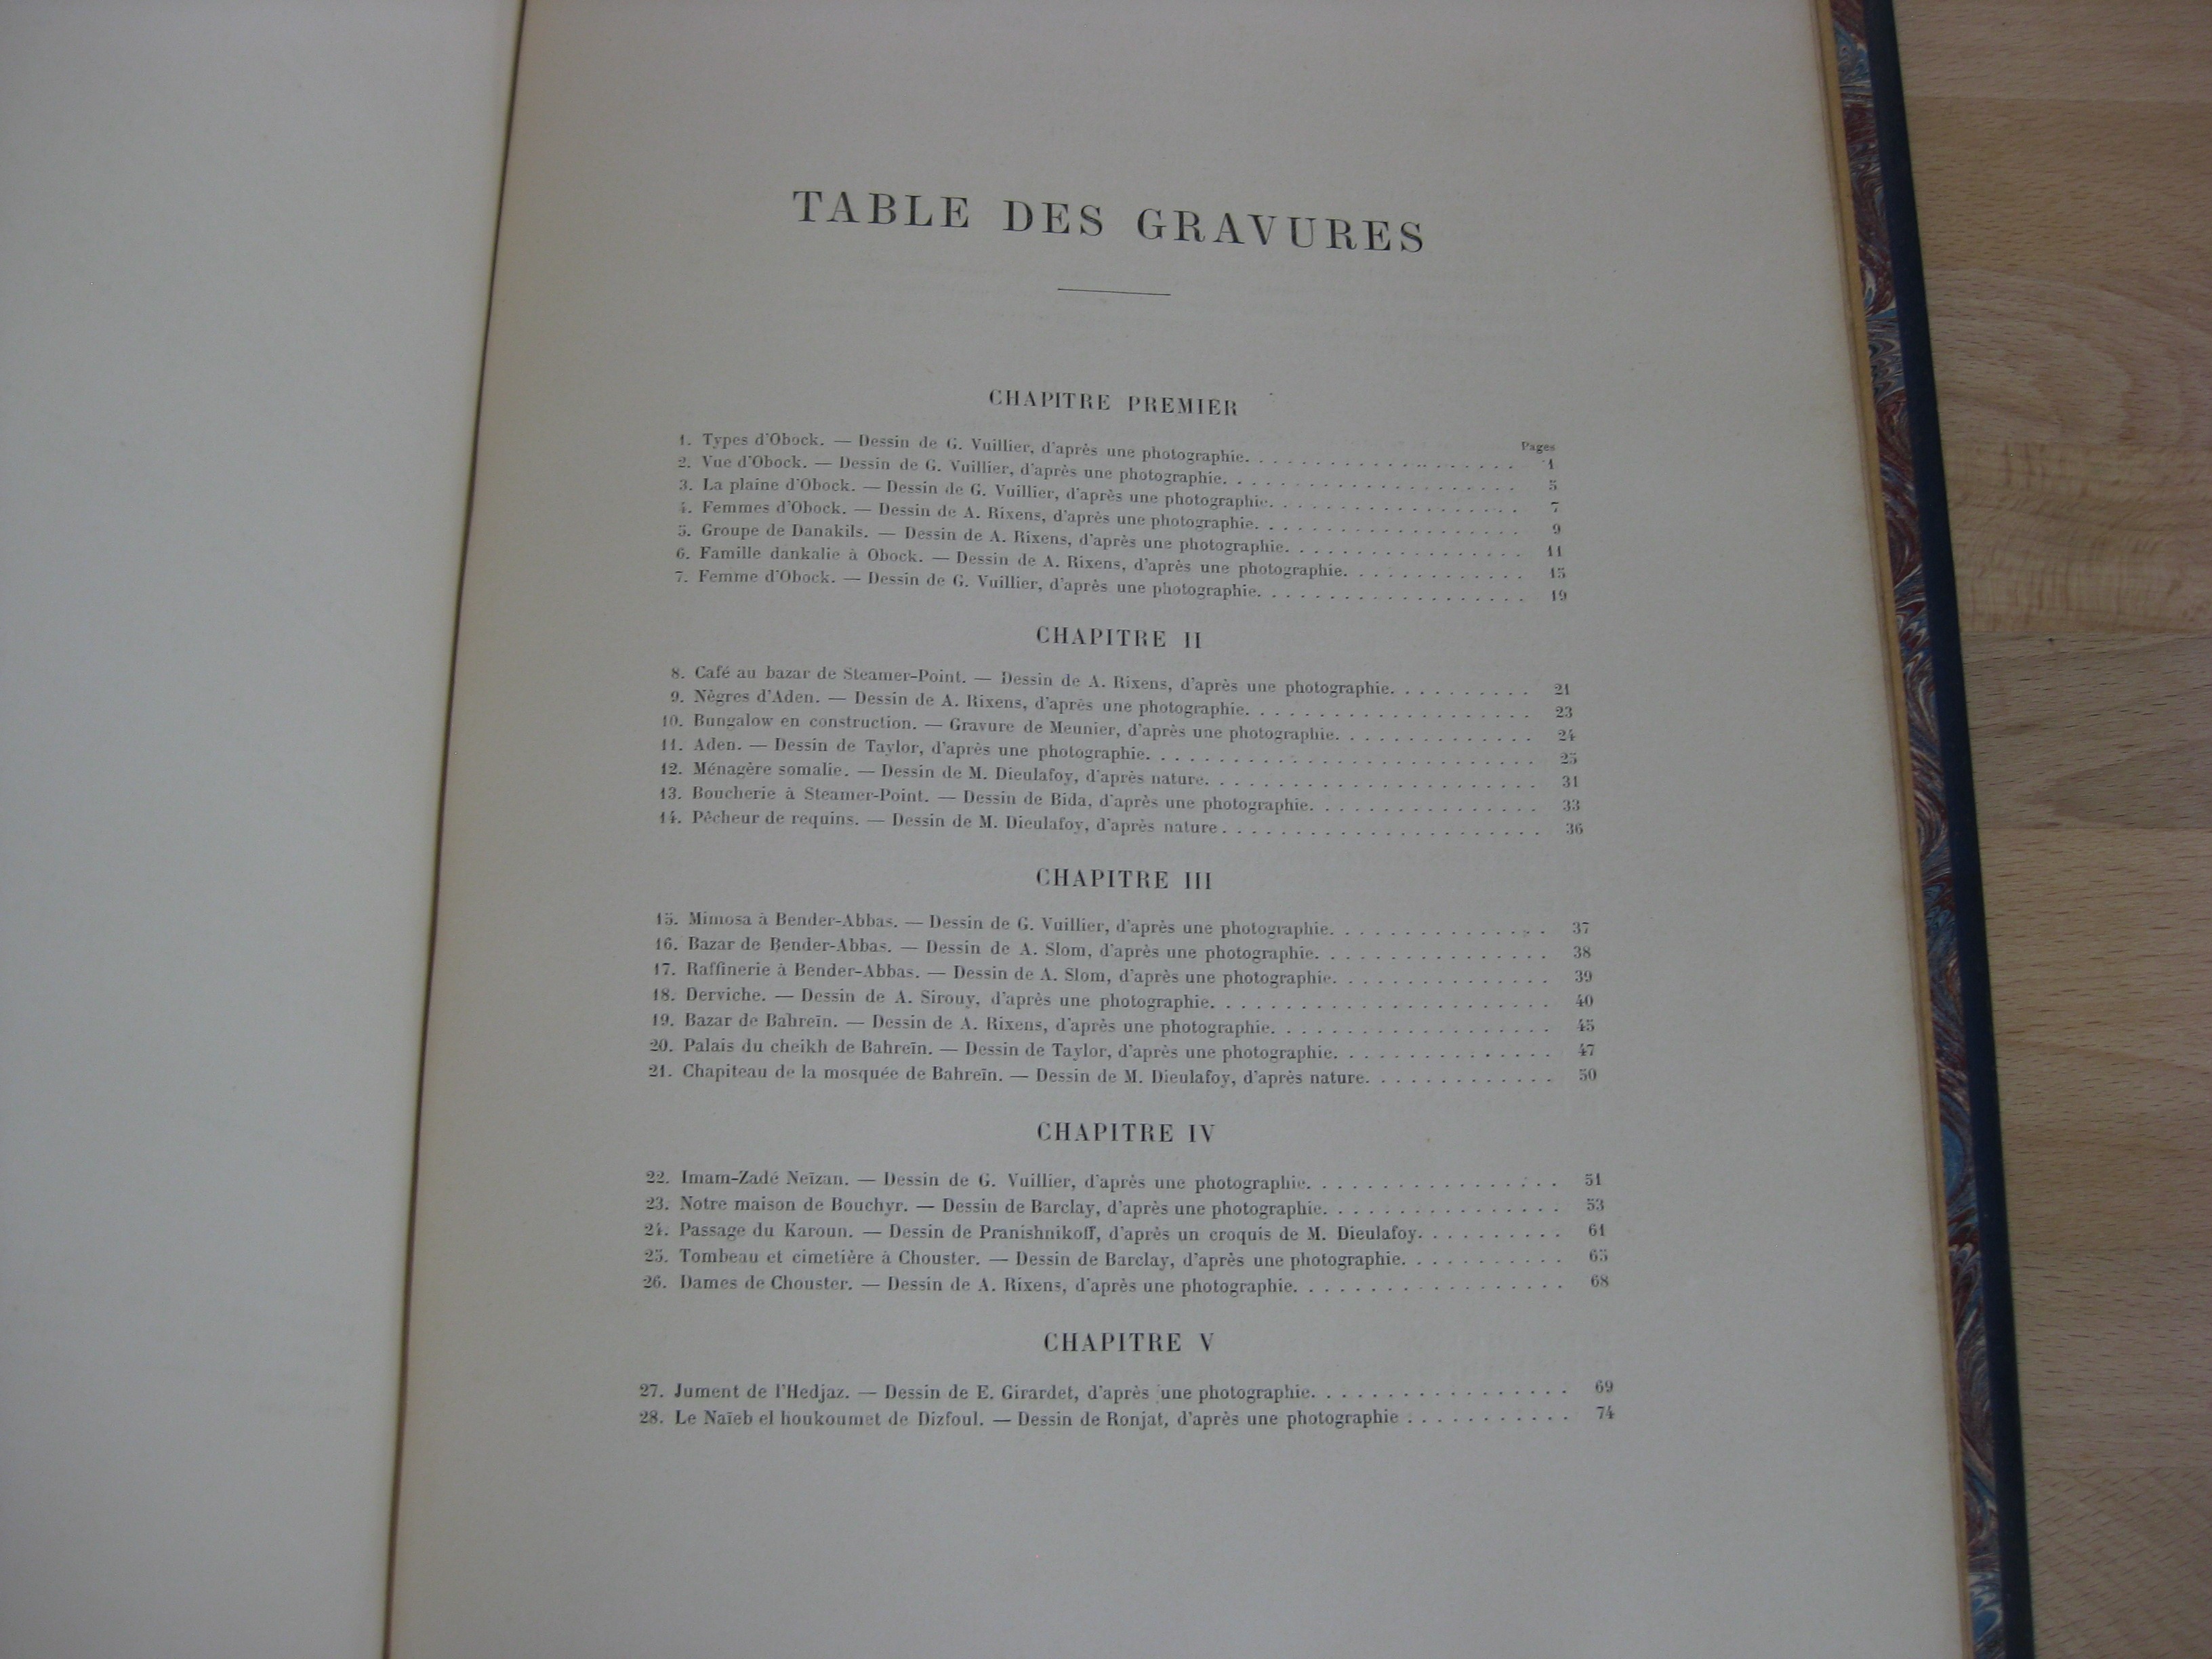 TABLE DES GRAVURES
CHAPITRE PREMIER
Pages
1. Types d'Obock. — Dessin de G. Vuillier, d'après une photographie. . . . . . . . . . . . . . . . . . . 1
2. Vue d'Obock. — Dessin de G. Vuillier, d'après une photographie. . . . . . . . . . . . . . . . . . . . 5
3. La plaine d'Obock. — Dessin de G. Vuillier, d'après une photographie. . . . . . . . . . . . . . . . . . 7
4. Femmes d'Obock. — Dessin de A. Rixens, d'après une photographie. . . . . . . . . . . . . . . . . . . 9
5. Groupe de Danakils. — Dessin de A. Rixens, d'après une photographie. . . . . . . . . . . . . . . . . 11
6. Famille dankalie à Obock. — Dessin de A. Rixens, d'après une photographie. . . . . . . . . . . . . 15
7. Femme d'Obock. — Dessin de G. Vuillier, d'après une photographie. . . . . . . . . . . . . . . . . . . 19
CHAPITRE II
8. Café au bazar de Steamer-Point. — Dessin de A. Rixens, d'après une photographie. . . . . . . . . . 21
9. Nègres d'Aden. — Dessin de A. Rixens, d'après une photographie. . . . . . . . . . . . . . . . . . . . 23
10. Bungalow en construction. — Gravure de Meunier, d'après une photographie. . . . . . . . . . . . . . 24
11. Aden. — Dessin de Taylor, d'après une photographie. . . . . . . . . . . . . . . . . . . . . . . . . . 25
12. Ménagère somalie. — Dessin de M. Dieulafoy, d'après nature. . . . . . . . . . . . . . . . . . . . . . 31
13. Boucherie à Steamer-Point. — Dessin de Bida, d'après une photographie. . . . . . . . . . . . . . . . 33
14. Pêcheur de requins. — Dessin de M. Dieulafoy, d'après nature . . . . . . . . . . . . . . . . . . . . . 36
CHAPITRE III
15. Mimosa à Bender-Abbas. — Dessin de G. Vuillier, d'après une photographie. . . . . . . . . . . . . . . 37
16. Bazar de Bender-Abbas. — Dessin de A. Slom, d'après une photographie. . . . . . . . . . . . . . . . 38
17. Raffinerie à Bender-Abbas. — Dessin de A. Slom, d'après une photographie. . . . . . . . . . . . . . . 39
18. Derviche. — Dessin de A. Sirouy, d'après une photographie. . . . . . . . . . . . . . . . . . . . . . . 40
19. Bazar de Bahreïn. — Dessin de A. Rixens, d'après une photographie. . . . . . . . . . . . . . . . . . . 45
20. Palais du cheikh de Bahreïn. — Dessin de Taylor, d'après une photographie. . . . . . . . . . . . . . . 47
21. Chapiteau de la mosquée de Bahreïn. — Dessin de M. Dieulafoy, d'après nature. . . . . . . . . . . . . 50
CHAPITRE IV
22. Imam-Zadé Neïzan. — Dessin de G. Vuillier, d'après une photographie. . . . . . . . . . . . . . . . . 51
23. Notre maison de Bouchyr. — Dessin de Barclay, d'après une photographie. . . . . . . . . . . . . . . . 53
24. Passage du Karoun. — Dessin de Pranishnikoff, d'après un croquis de M. Dieulafoy. . . . . . . . . . 61
25. Tombeau et cimetière à Chouster. — Dessin de Barclay, d'après une photographie. . . . . . . . . . . 65
26. Dames de Chouster. — Dessin de A. Rixens, d'après une photographie. . . . . . . . . . . . . . . . . . 68
CHAPITRE V
27. Jument de l'Hedjaz. — Dessin de E. Girardet, d'après une photographie. . . . . . . . . . . . . . . . . 69
28. Le Naïeb el houkoumet de Dizfoul. — Dessin de Ronjat, d'après une photographie . . . . . . . . . . . 74